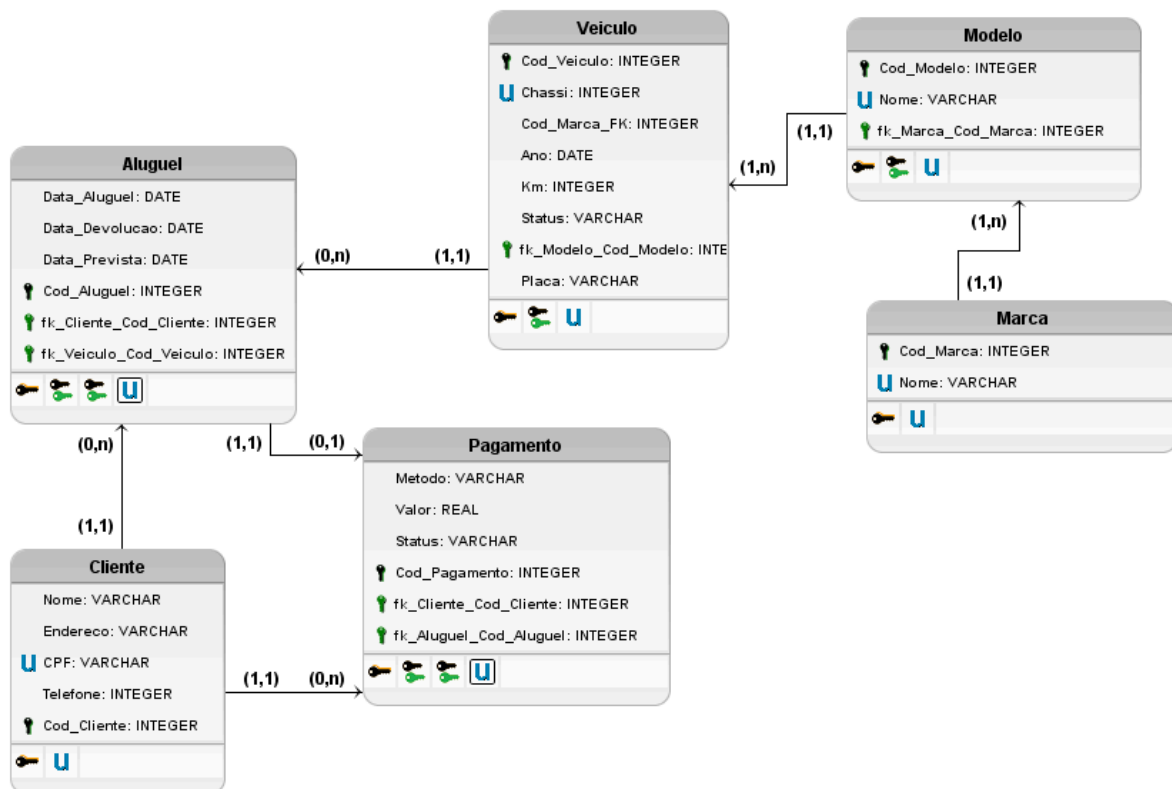 Veiculo
Cod_Veiculo: INTEGER
U Chassi: INTEGER
Cod_Marca_FK: INTEGER
Ano: DATE
Km: INTEGER
Status: VARCHAR
fk_Modelo_Cod_Modelo: INTE
Placa: VARCHAR
U
Modelo
Cod_Modelo: INTEGER
U Nome: VARCHAR
fk_Marca_Cod_Marca: INTEGER
U
(1,1)
(1,n)
(1,n)
(1,1)
Marca
Cod_Marca: INTEGER
U Nome: VARCHAR
U
Aluguel
Data_Aluguel: DATE
Data_Devolucao: DATE
Data_Prevista: DATE
Cod_Aluguel: INTEGER
fk_Cliente_Cod_Cliente: INTEGER
fk_Veiculo_Cod_Veiculo: INTEGER
U
(0,n)
(1,1)
(0,n)
(1,1)
(1,1)
(0,1)
Pagamento
Metodo: VARCHAR
Valor: REAL
Status: VARCHAR
Cod_Pagamento: INTEGER
fk_Cliente_Cod_Cliente: INTEGER
fk_Aluguel_Cod_Aluguel: INTEGER
U
Cliente
Nome: VARCHAR
Endereco: VARCHAR
U CPF: VARCHAR
Telefone: INTEGER
Cod_Cliente: INTEGER
U
(1,1)
(0,n)